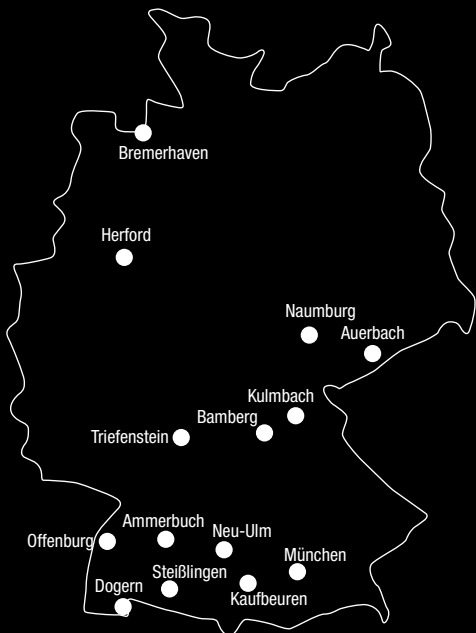 Bremerhaven
Herford
Naumburg
Auerbach
Kulmbach
Bamberg
Triefenstein
Ammerbuch
Neu-Ulm
Offenburg
München
Steißlingen
Dogern
Kaufbeuren